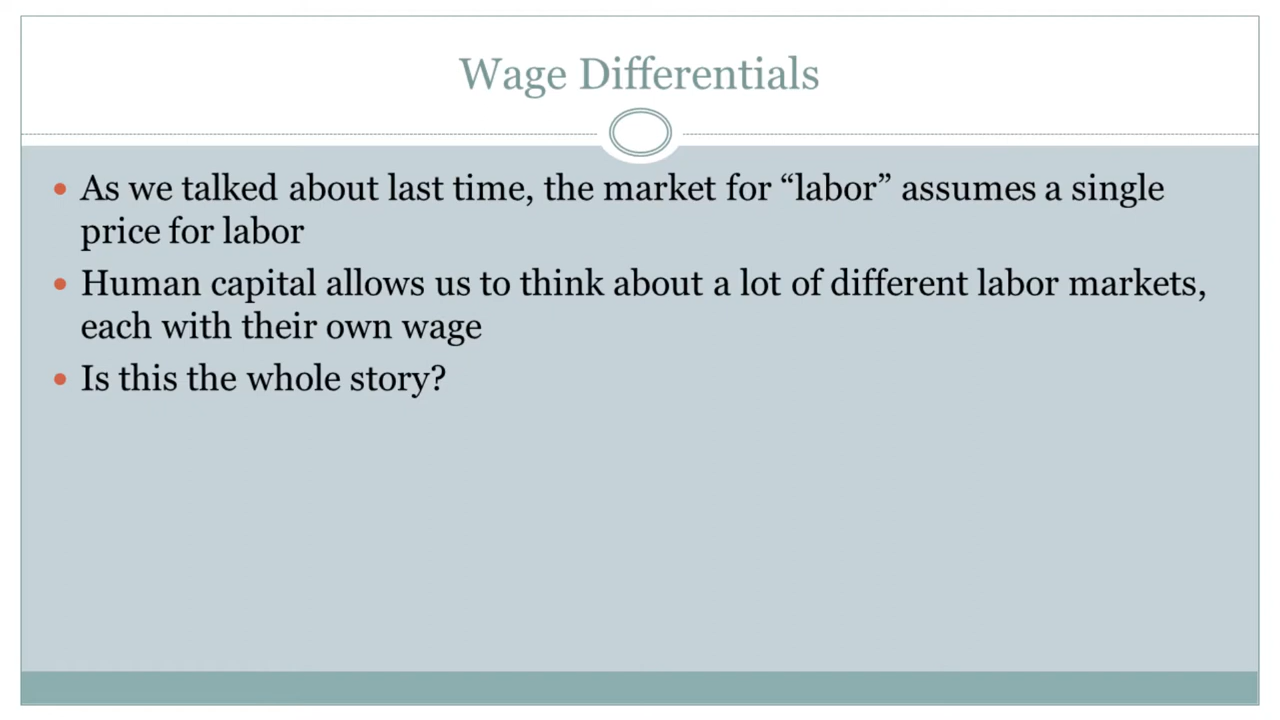 Wage Differentials
• As we talked about last time, the market for “labor” assumes a single
price for labor
• Human capital allows us to think about a lot of different labor markets,
each with their own wage
• Is this the whole story?